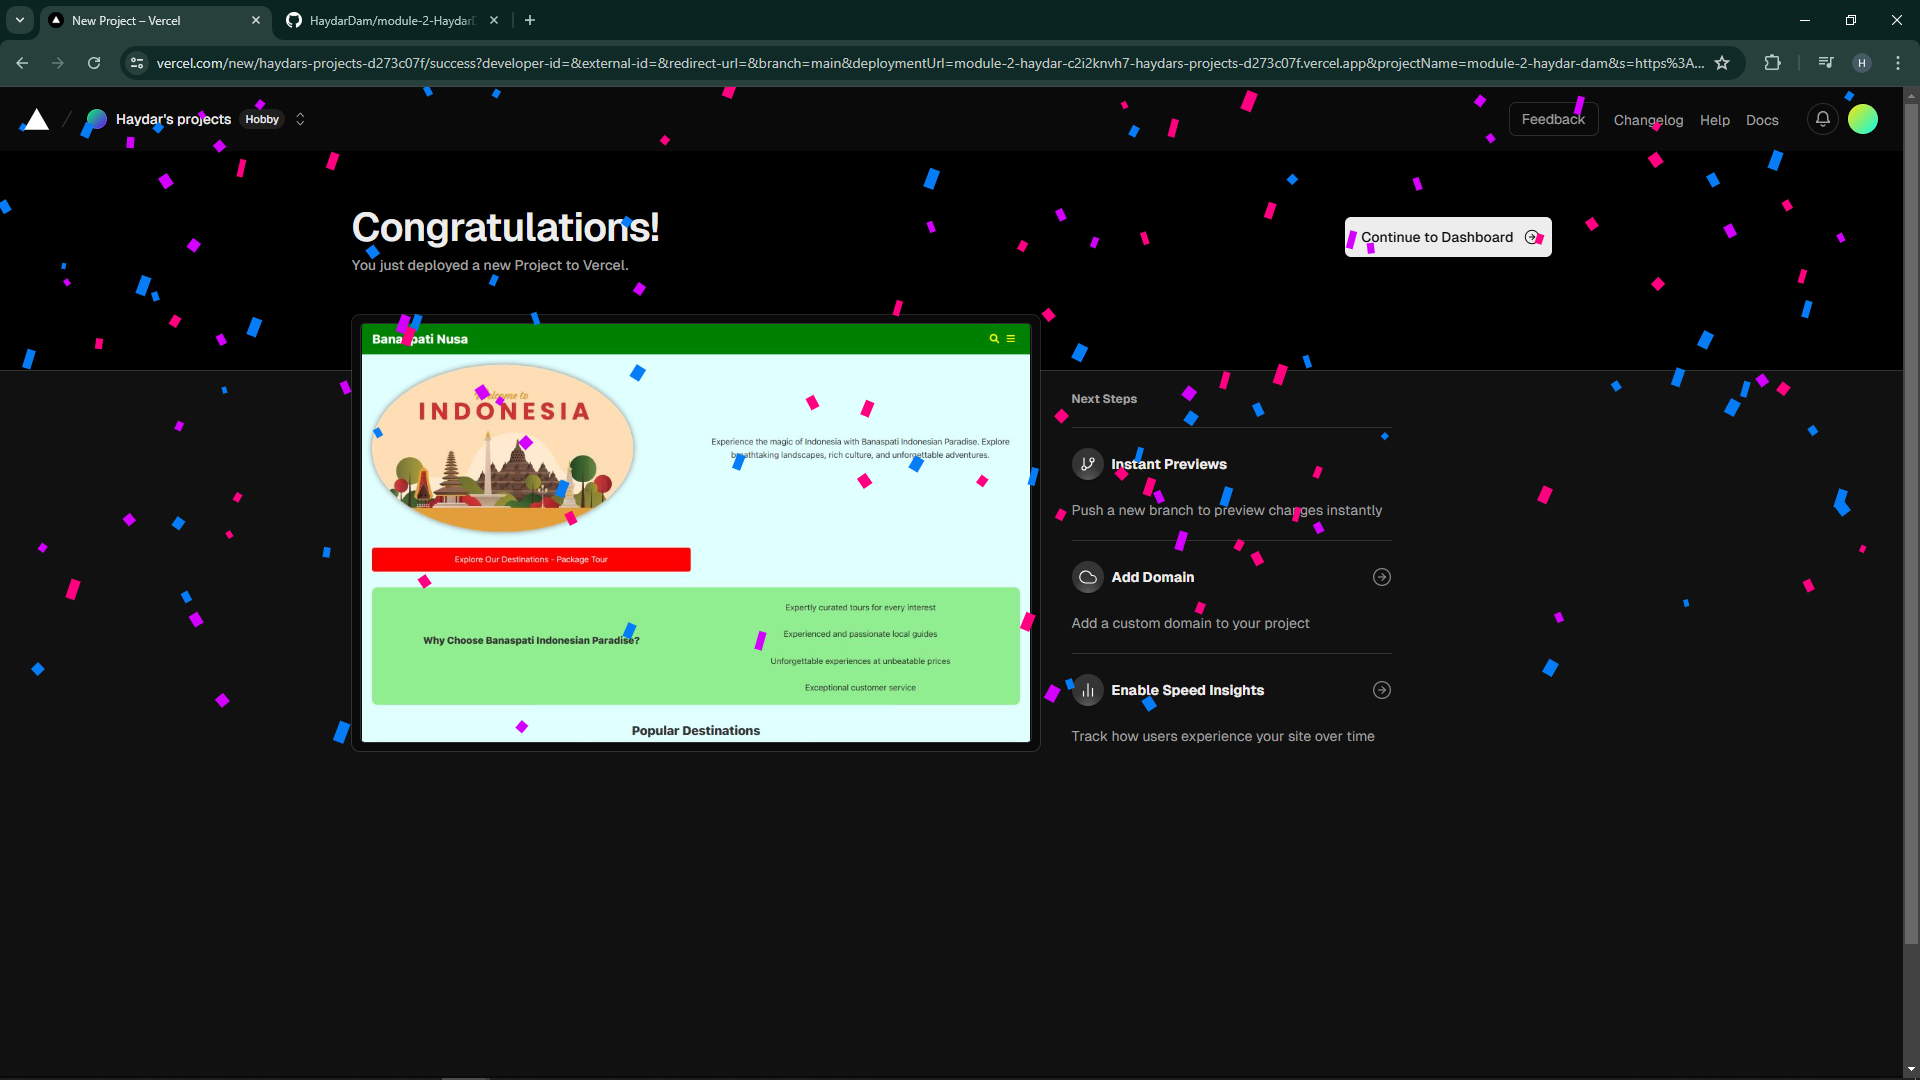 New Project – Vercel
HaydarDam/module-2-Haydar
vercel.com/new/haydars-projects-d273c07f/success?developer-id=&external-id=&redirect-url=&branch=main&deploymentUrl=module-2-haydar-c2i2knvh7-haydars-projects-d273c07f.vercel.app&projectName=module-2-haydar-dam&s=https%3A...
H
Haydar's projects
Hobby
Feedback
Changelog
Help
Docs
Congratulations!
You just deployed a new Project to Vercel.
Continue to Dashboard
Banaspati Nusa
Welcome to
INDONESIA
Experience the magic of Indonesia with Banaspati Indonesian Paradise. Explore
breathtaking landscapes, rich culture, and unforgettable adventures.
Explore Our Destinations - Package Tour
Why Choose Banaspati Indonesian Paradise?
Expertly curated tours for every interest
Experienced and passionate local guides
Unforgettable experiences at unbeatable prices
Exceptional customer service
Popular Destinations
Next Steps
Instant Previews
Push a new branch to preview changes instantly
Add Domain
Add a custom domain to your project
Enable Speed Insights
Track how users experience your site over time